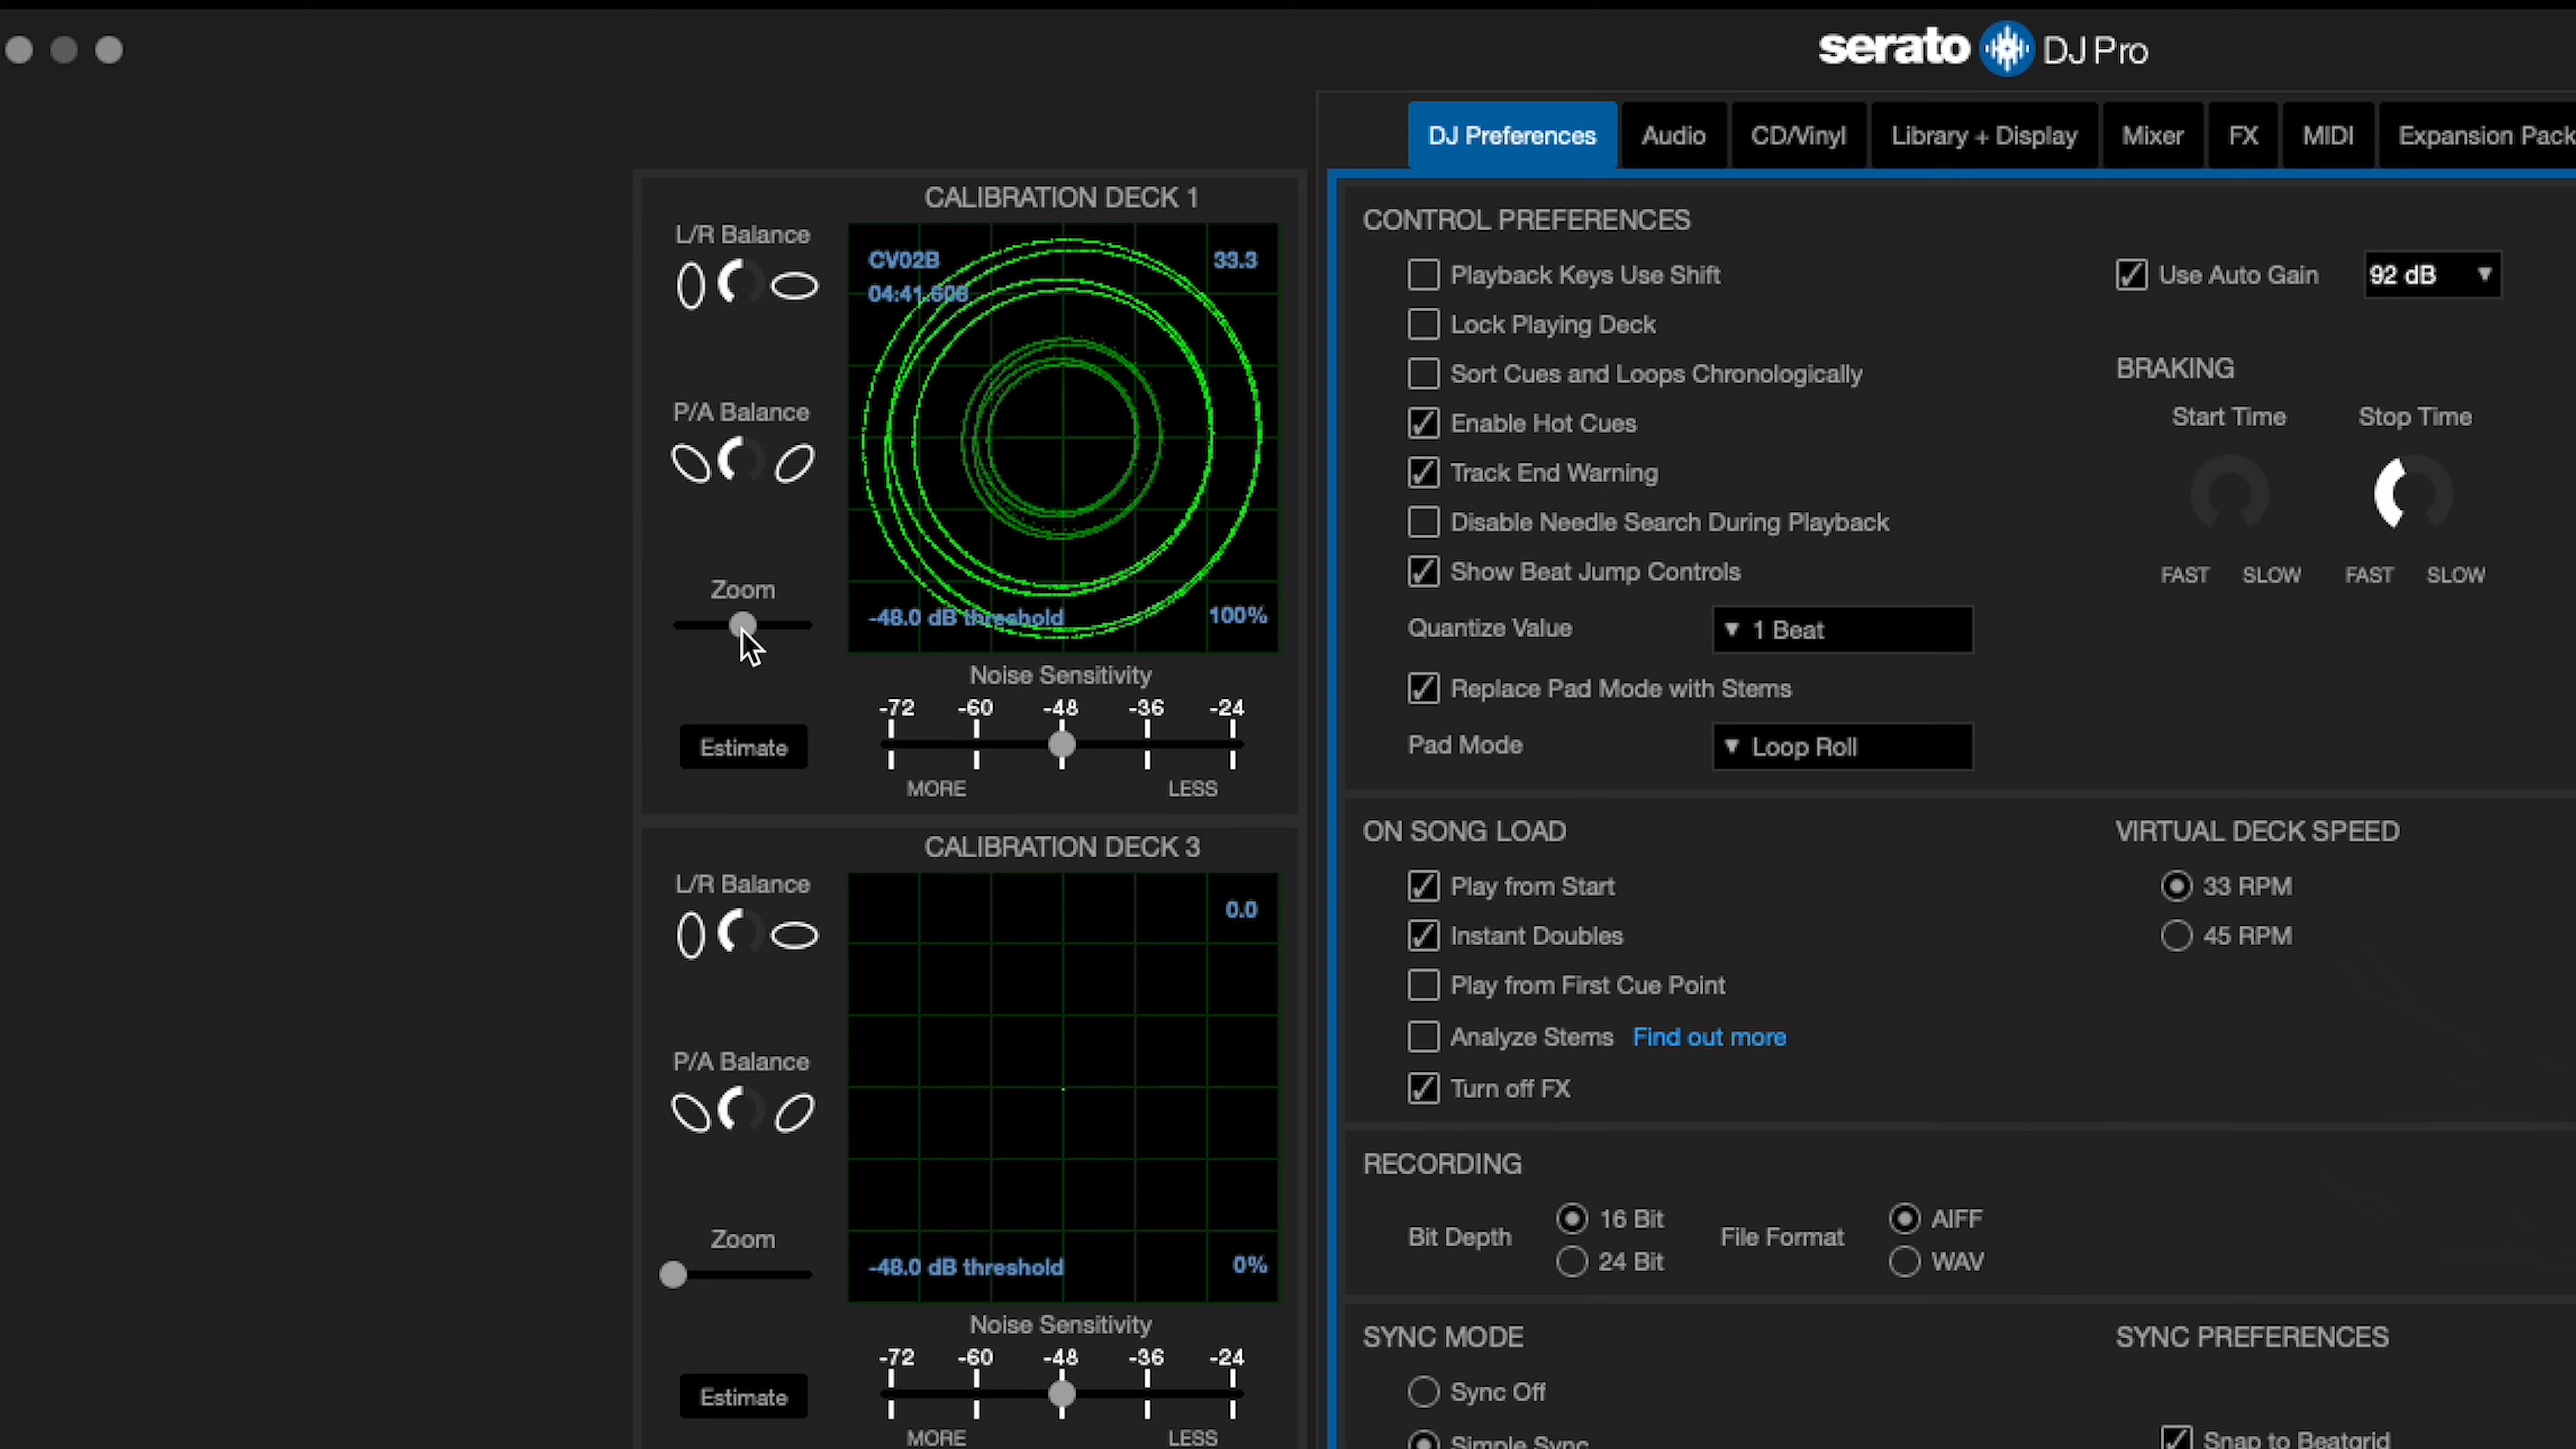 serato DJ Pro
DJ Preferences Audio CD/Vinyl Library + Display Mixer FX MIDI Expansion Pack
CALIBRATION DECK 1
L/R Balance
CV02B 33.3
04:41.608
P/A Balance
Zoom
-48.0 dB threshold 100%
Noise Sensitivity
-72 -60 -48 -36 -24
Estimate
MORE LESS
CALIBRATION DECK 3
L/R Balance
0.0
P/A Balance
Zoom
-48.0 dB threshold 0%
Noise Sensitivity
-72 -60 -48 -36 -24
Estimate
MORE LESS
CONTROL PREFERENCES
Playback Keys Use Shift
Lock Playing Deck
Sort Cues and Loops Chronologically
Enable Hot Cues
Track End Warning
Disable Needle Search During Playback
Show Beat Jump Controls
Quantize Value 1 Beat
Replace Pad Mode with Stems
Pad Mode Loop Roll
Use Auto Gain 92 dB
BRAKING
Start Time Stop Time
FAST SLOW FAST SLOW
ON SONG LOAD
Play from Start
Instant Doubles
Play from First Cue Point
Analyze Stems Find out more
Turn off FX
VIRTUAL DECK SPEED
33 RPM
45 RPM
RECORDING
Bit Depth 16 Bit File Format AIFF
24 Bit WAV
SYNC MODE
Sync Off
Simple Sync
SYNC PREFERENCES
Snap to Beatgrid